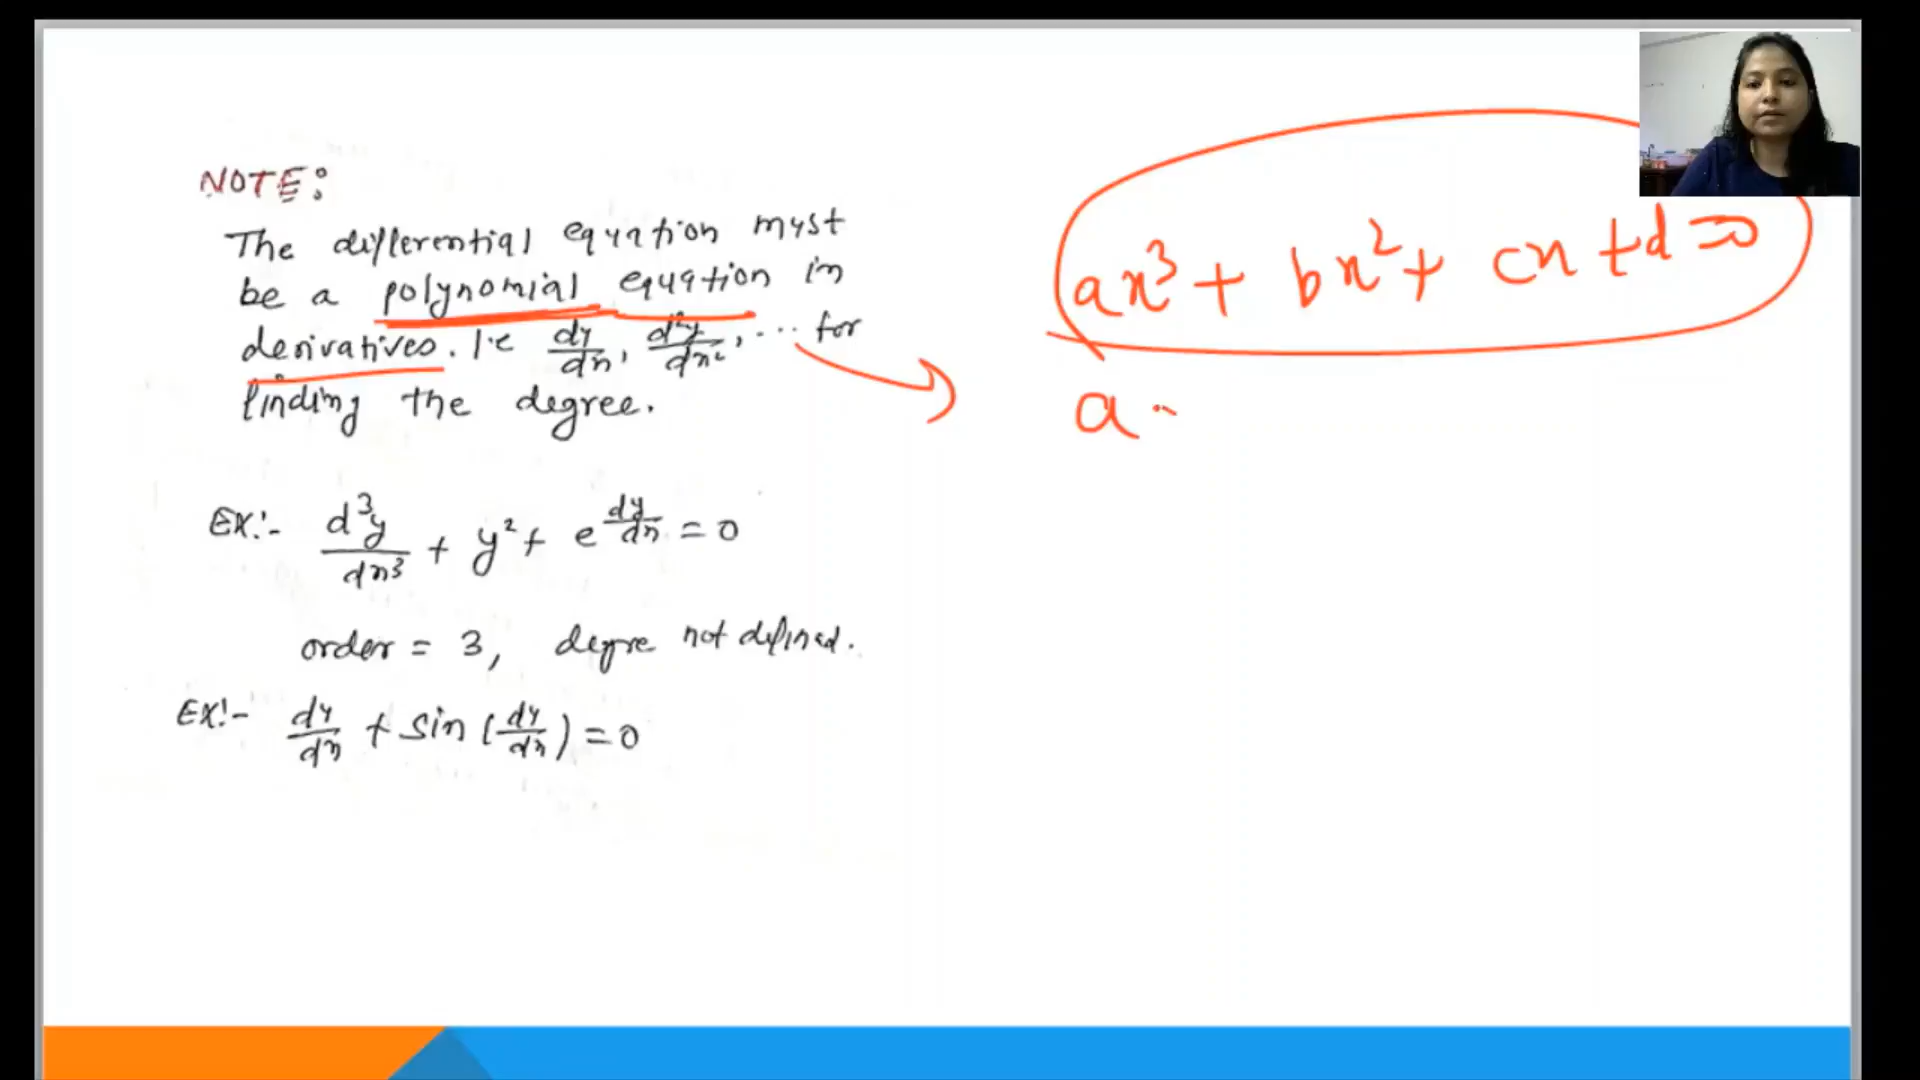 NOTE:
The differential equation must
be a polynomial equation in
derivatives. I.e dy/dx, d²y/dx², ... for
finding the degree.
EX:- d³y/dx³ + y² + e^(dy/dx) = 0
order = 3, degre not defined.
EX:- dy/dx + sin (dy/dx) = 0
ax³ + bx² + cx + d = 0
a